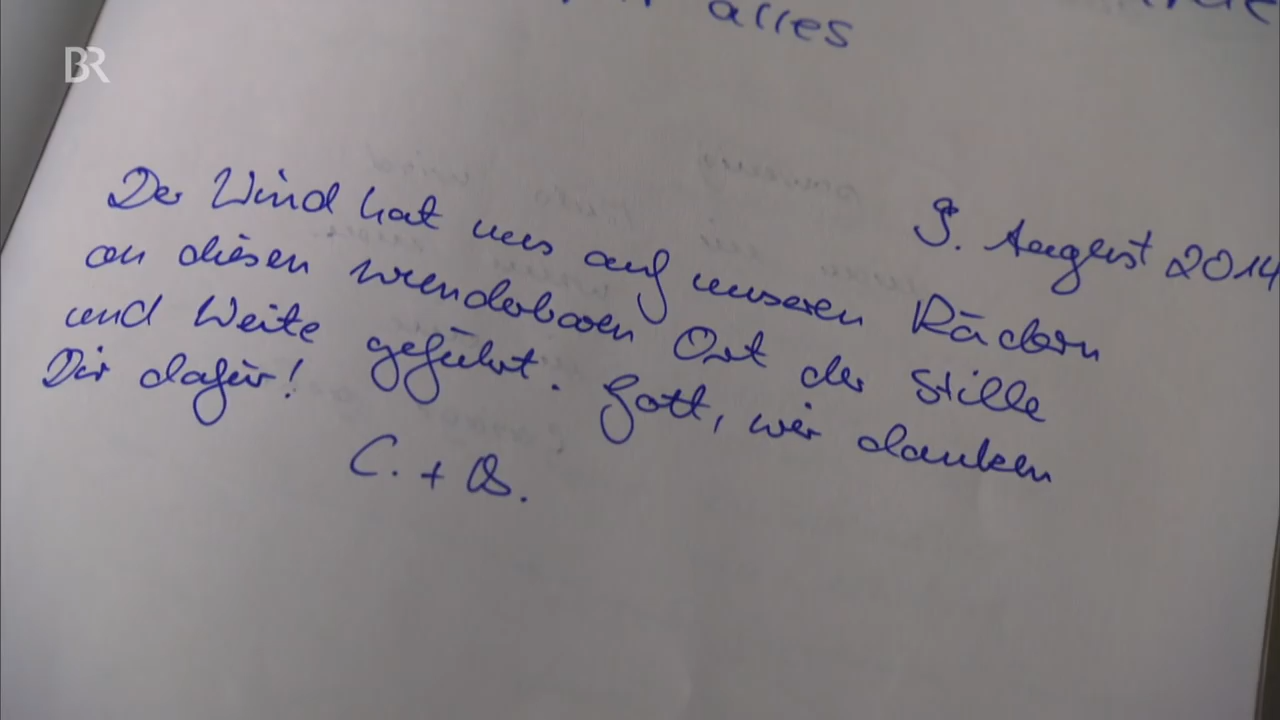 BR
alles
9. August 2014
Der Wind hat uns auf unseren Rädern
an diesen wunderbaren Ort der Stille
und Weite geführt. Gott, wir danken
Dir dafür!
C. + B.